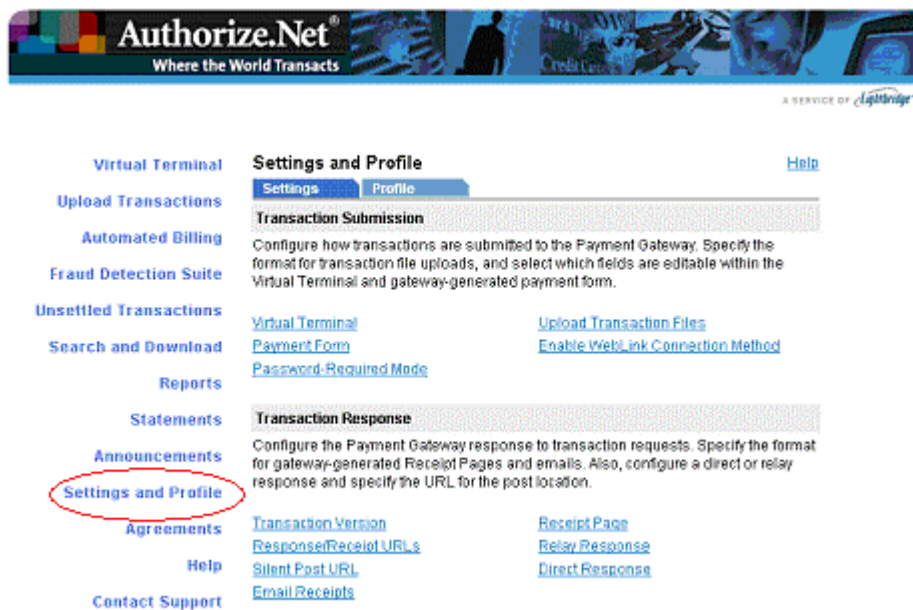 Authorize.Net®
Where the World Transacts
A SERVICE OF Lightbridge
Virtual Terminal
Upload Transactions
Automated Billing
Fraud Detection Suite
Unsettled Transactions
Search and Download
Reports
Statements
Announcements
Settings and Profile
Agreements
Help
Contact Support
Settings and Profile
Help
Settings
Profile
Transaction Submission
Configure how transactions are submitted to the Payment Gateway. Specify the
format for transaction file uploads, and select which fields are editable within the
Virtual Terminal and gateway-generated payment form.
Virtual Terminal
Upload Transaction Files
Payment Form
Enable WebLink Connection Method
Password-Required Mode
Transaction Response
Configure the Payment Gateway response to transaction requests. Specify the format
for gateway-generated Receipt Pages and emails. Also, configure a direct or relay
response and specify the URL for the post location.
Transaction Version
Receipt Page
Response/Receipt URLs
Relay Response
Silent Post URL
Direct Response
Email Receipts